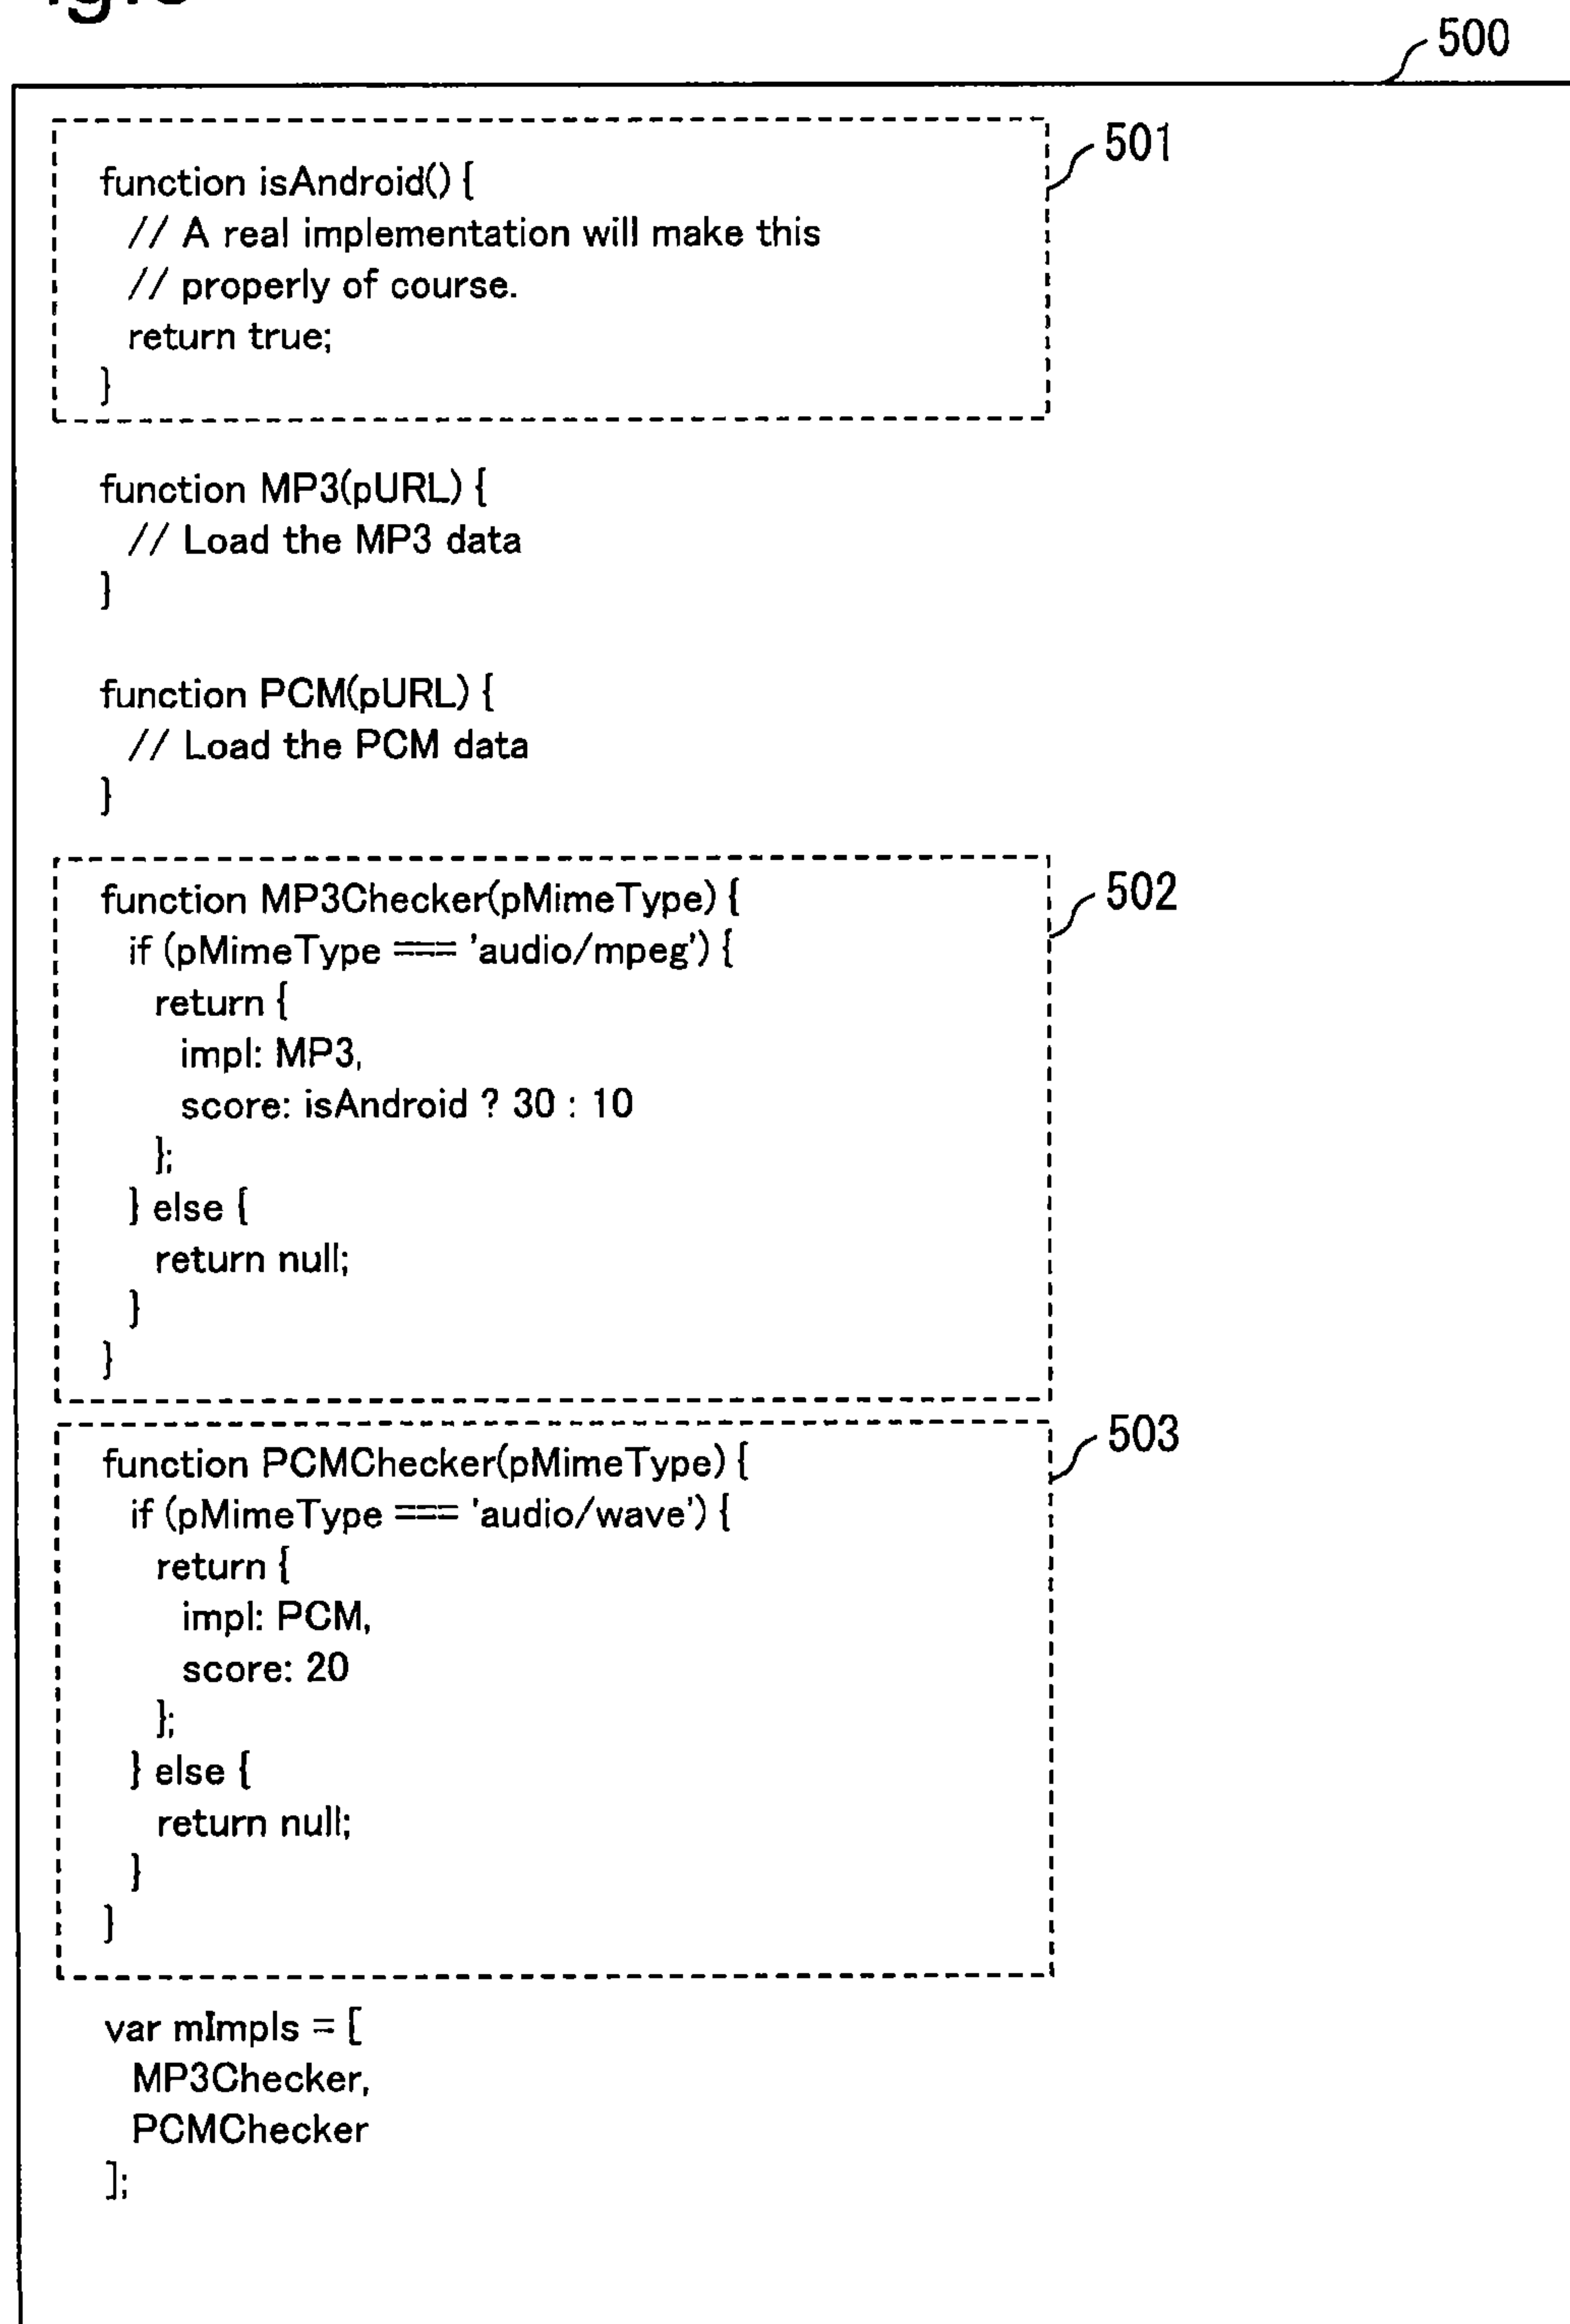 500
501
function isAndroid() {
// A real implementation will make this
// properly of course.
return true;
}
function MP3(pURL) {
// Load the MP3 data
}
function PCM(pURL) {
// Load the PCM data
}
502
function MP3Checker(pMimeType) {
if (pMimeType === 'audio/mpeg') {
return {
impl: MP3,
score: isAndroid ? 30 : 10
};
} else {
return null;
}
}
503
function PCMChecker(pMimeType) {
if (pMimeType === 'audio/wave') {
return {
impl: PCM,
score: 20
};
} else {
return null;
}
}
var mImpls = [
MP3Checker,
PCMChecker
];